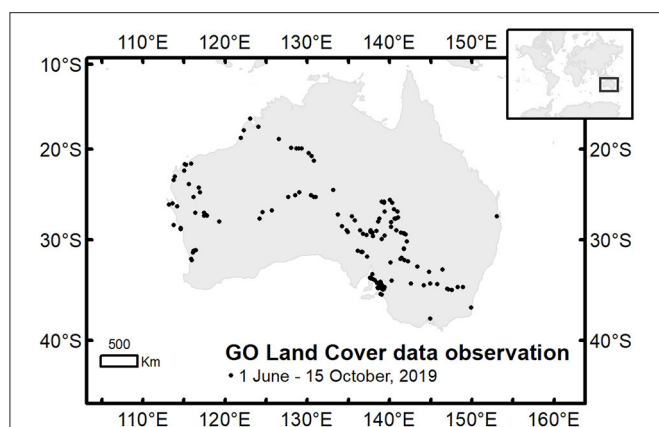 110°E 120°E 130°E 140°E 150°E
10°S 10°S
20°S 20°S
30°S 30°S
40°S 40°S
500
Km
GO Land Cover data observation
1 June - 15 October, 2019
110°E 120°E 130°E 140°E 150°E 160°E